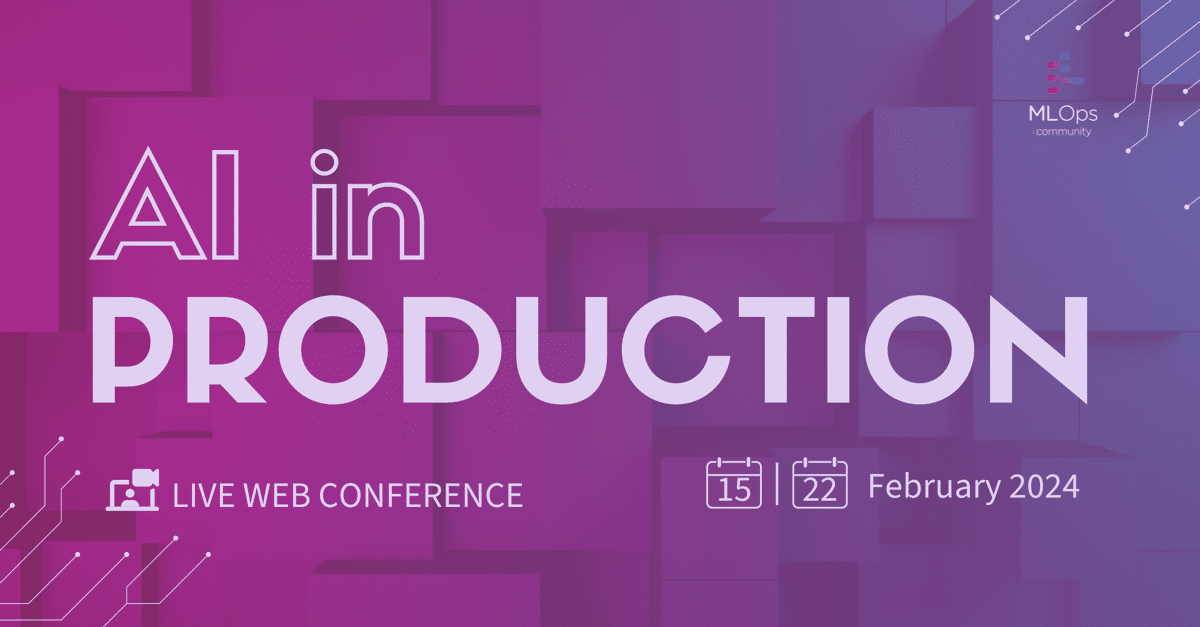 MLOps
community
AI in
PRODUCTION
LIVE WEB CONFERENCE
15 | 22 February 2024